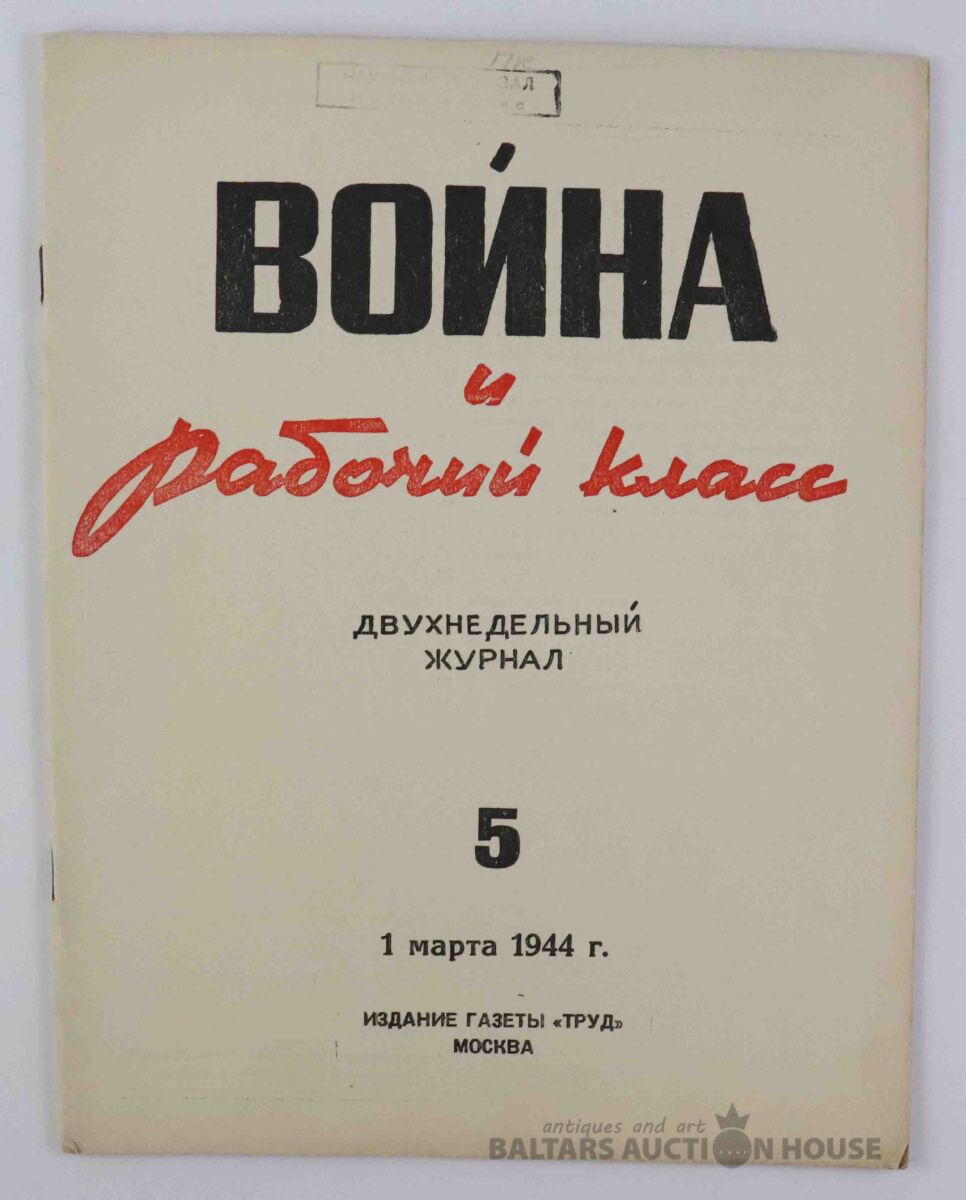 ВОЙНА
и
рабочий класс
ДВУХНЕДЕЛЬНЫЙ
ЖУРНАЛ
5
1 марта 1944 г.
ИЗДАНИЕ ГАЗЕТЫ «ТРУД»
МОСКВА
antiques and art
BALTARS AUCTION HOUSE